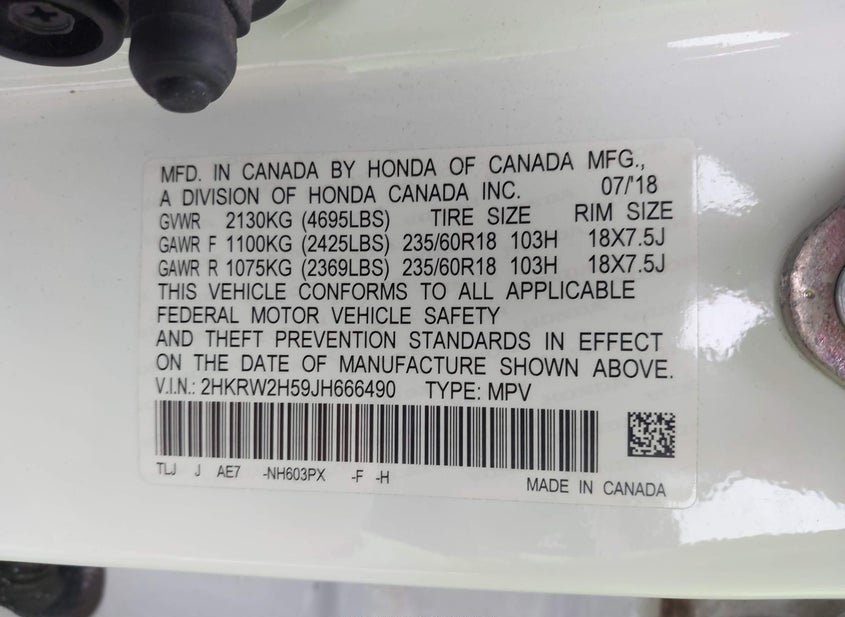 MFD. IN CANADA BY HONDA OF CANADA MFG.,
A DIVISION OF HONDA CANADA INC. 07/'18
GVWR 2130KG (4695LBS) TIRE SIZE RIM SIZE
GAWR F 1100KG (2425LBS) 235/60R18 103H 18X7.5J
GAWR R 1075KG (2369LBS) 235/60R18 103H 18X7.5J
THIS VEHICLE CONFORMS TO ALL APPLICABLE
FEDERAL MOTOR VEHICLE SAFETY
AND THEFT PREVENTION STANDARDS IN EFFECT
ON THE DATE OF MANUFACTURE SHOWN ABOVE.
V.I.N.: 2HKRW2H59JH666490 TYPE: MPV
TLJ J AE7 -NH603PX -F -H
MADE IN CANADA